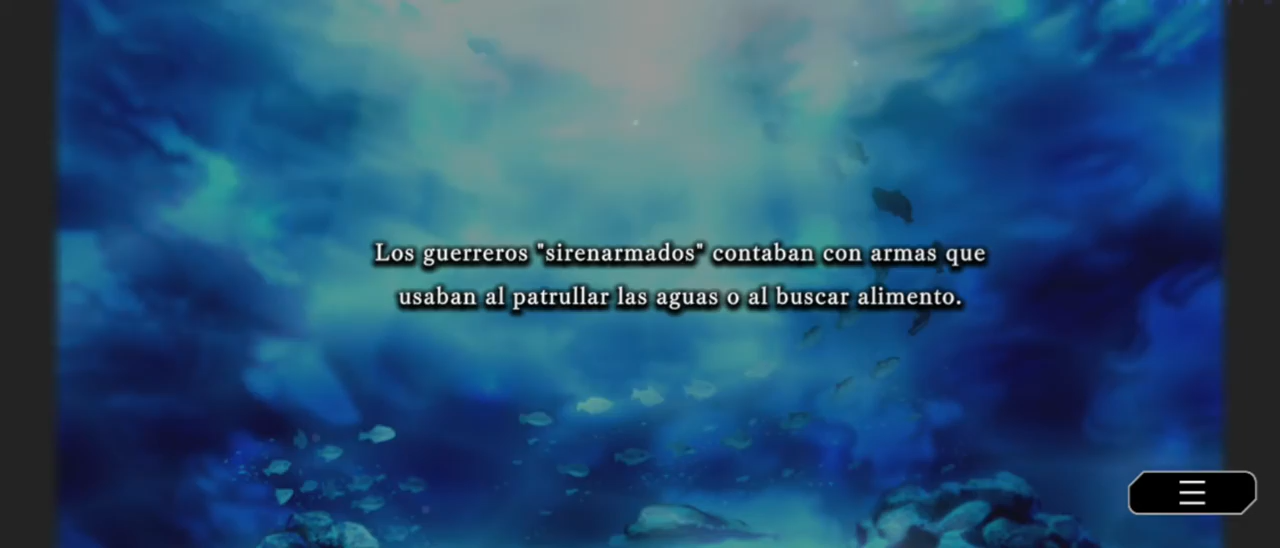 Los guerreros "sirenarmados" contaban con armas que
usaban al patrullar las aguas o al buscar alimento.